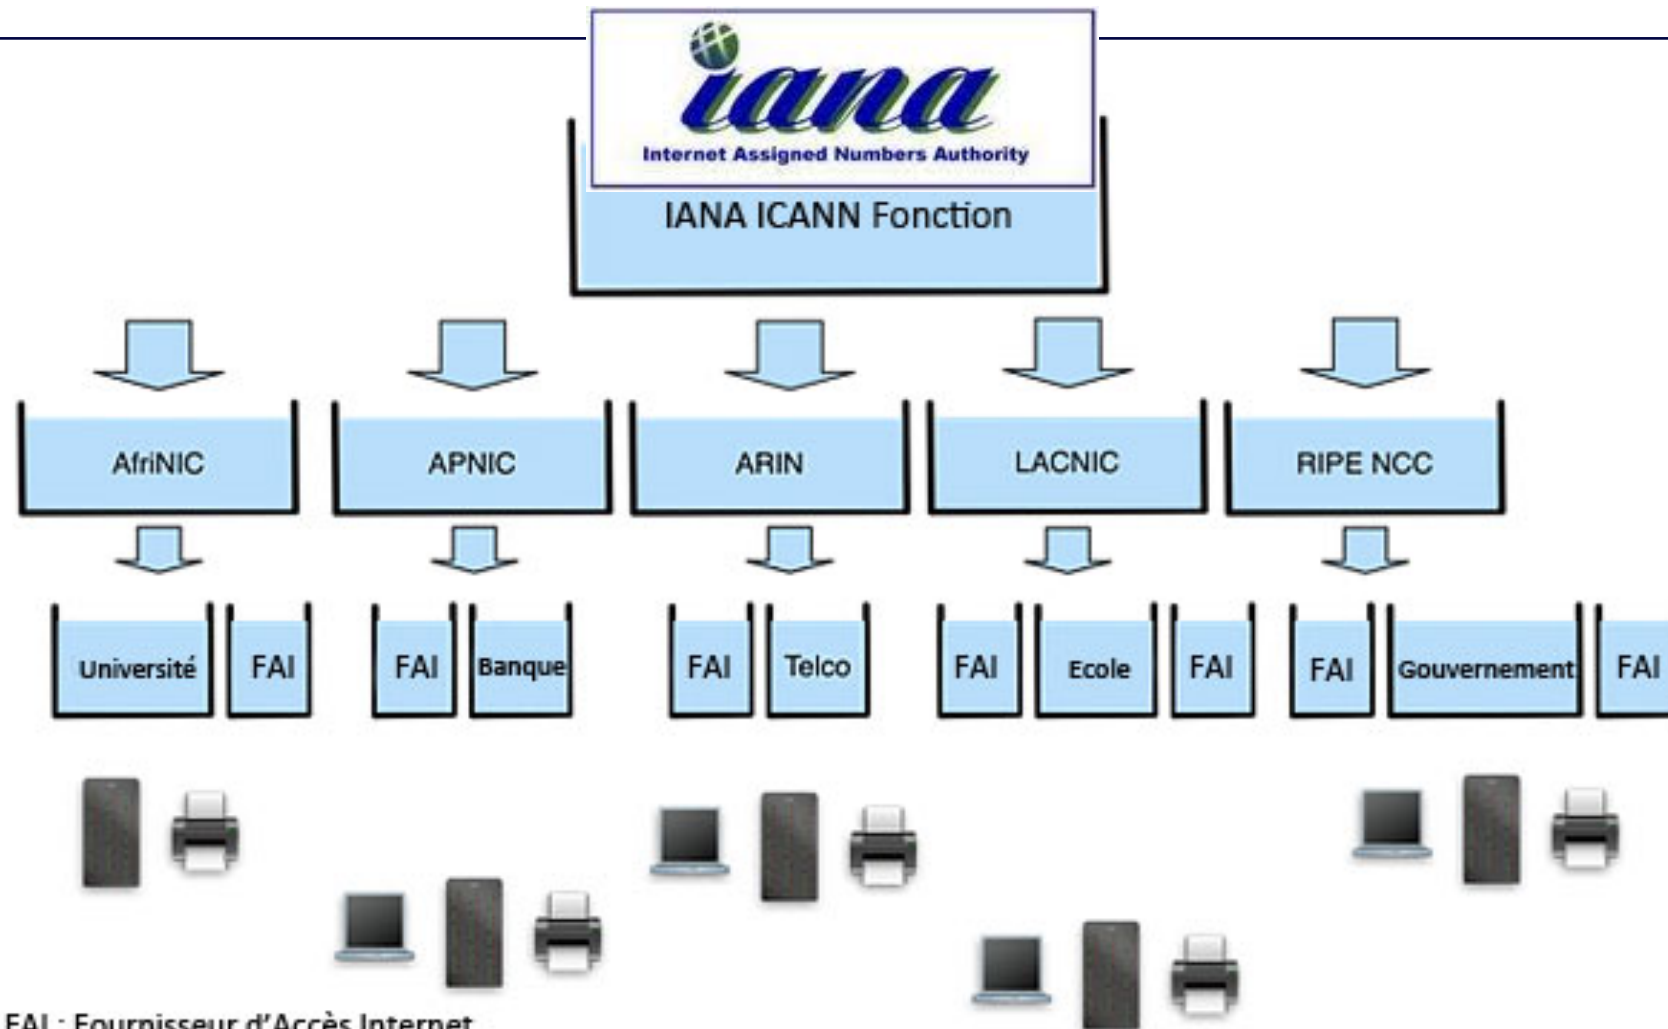 iana
Internet Assigned Numbers Authority
IANA ICANN Fonction
AfriNIC APNIC ARIN LACNIC RIPE NCC
Université FAI FAI Banque FAI Telco FAI Ecole FAI FAI Gouvernement FAI
FAI : Fournisseur d'Accès Internet